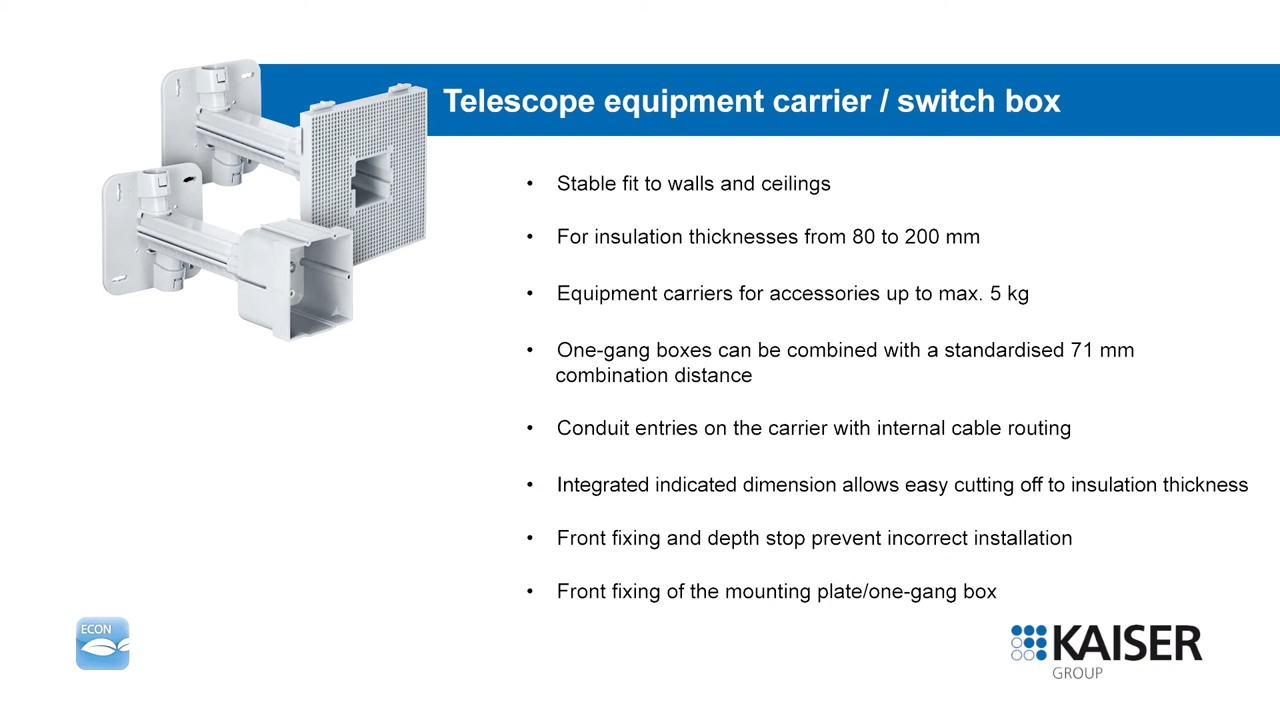 Telescope equipment carrier / switch box
• Stable fit to walls and ceilings
• For insulation thicknesses from 80 to 200 mm
• Equipment carriers for accessories up to max. 5 kg
• One-gang boxes can be combined with a standardised 71 mm
combination distance
• Conduit entries on the carrier with internal cable routing
• Integrated indicated dimension allows easy cutting off to insulation thickness
• Front fixing and depth stop prevent incorrect installation
• Front fixing of the mounting plate/one-gang box
ECON
KAISER
GROUP